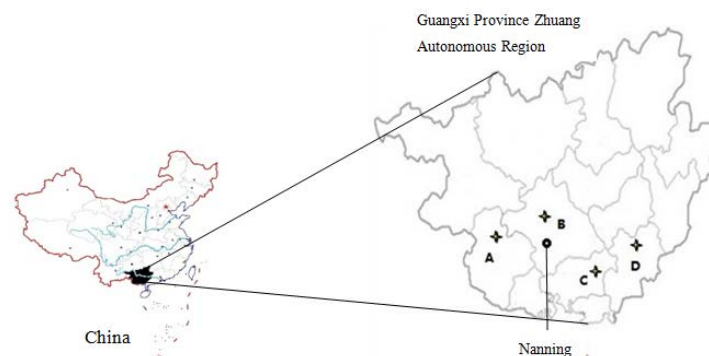 Guangxi Province Zhuang
Autonomous Region
B
A
D
C
China
Nanning